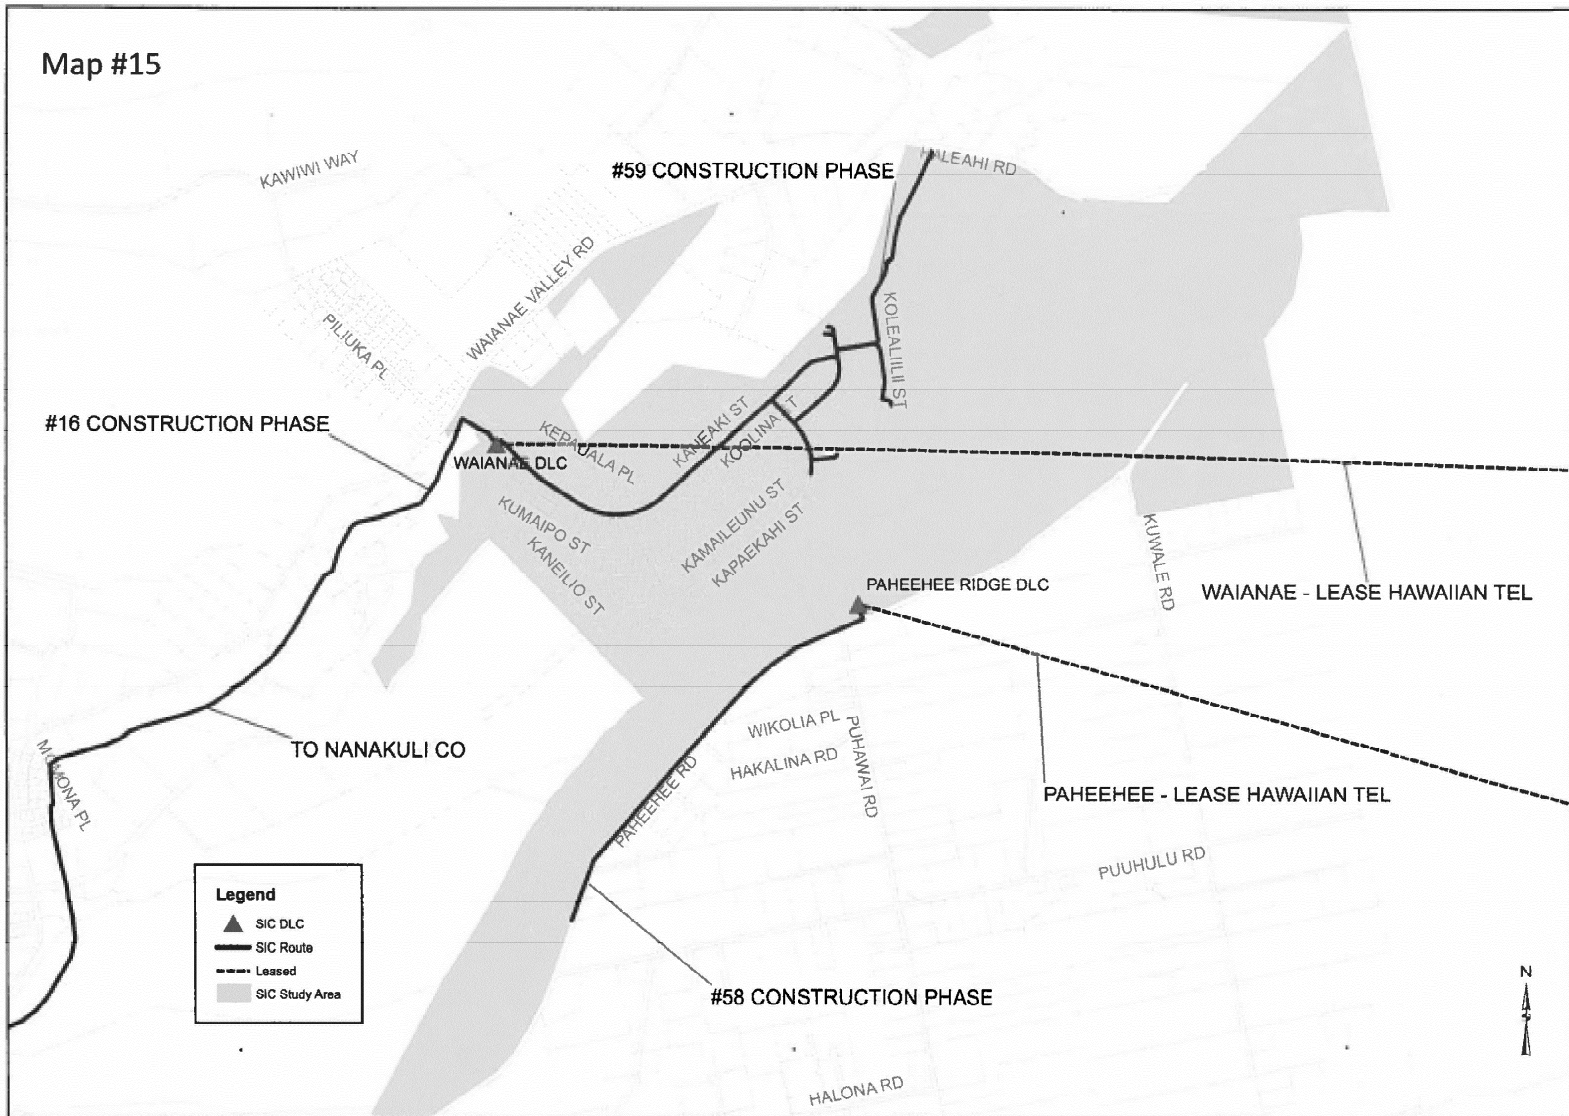 Map #15
KAWIWI WAY
#59 CONSTRUCTION PHASE
HALEAHI RD
WAIANAE VALLEY RD
PILIUKA PL
KOLEALIILII ST
#16 CONSTRUCTION PHASE
KEPAUALA PL
KANEAKI ST
KOOLINA ST
WAIANAE DLC
KUMAIPO ST
KANEILIO ST
KAMAILEUNU ST
KAPAEKAHI ST
KUWALE RD
PAHEEHEE RIDGE DLC
WAIANAE - LEASE HAWAIIAN TEL
WIKOLIA PL
PUHAWAI RD
HAKALINA RD
TO NANAKULI CO
MOMONA PL
PAHEEHEE RD
PAHEEHEE - LEASE HAWAIIAN TEL
PUUHULU RD
Legend
SIC DLC
SIC Route
Leased
SIC Study Area
#58 CONSTRUCTION PHASE
N
S
HALONA RD